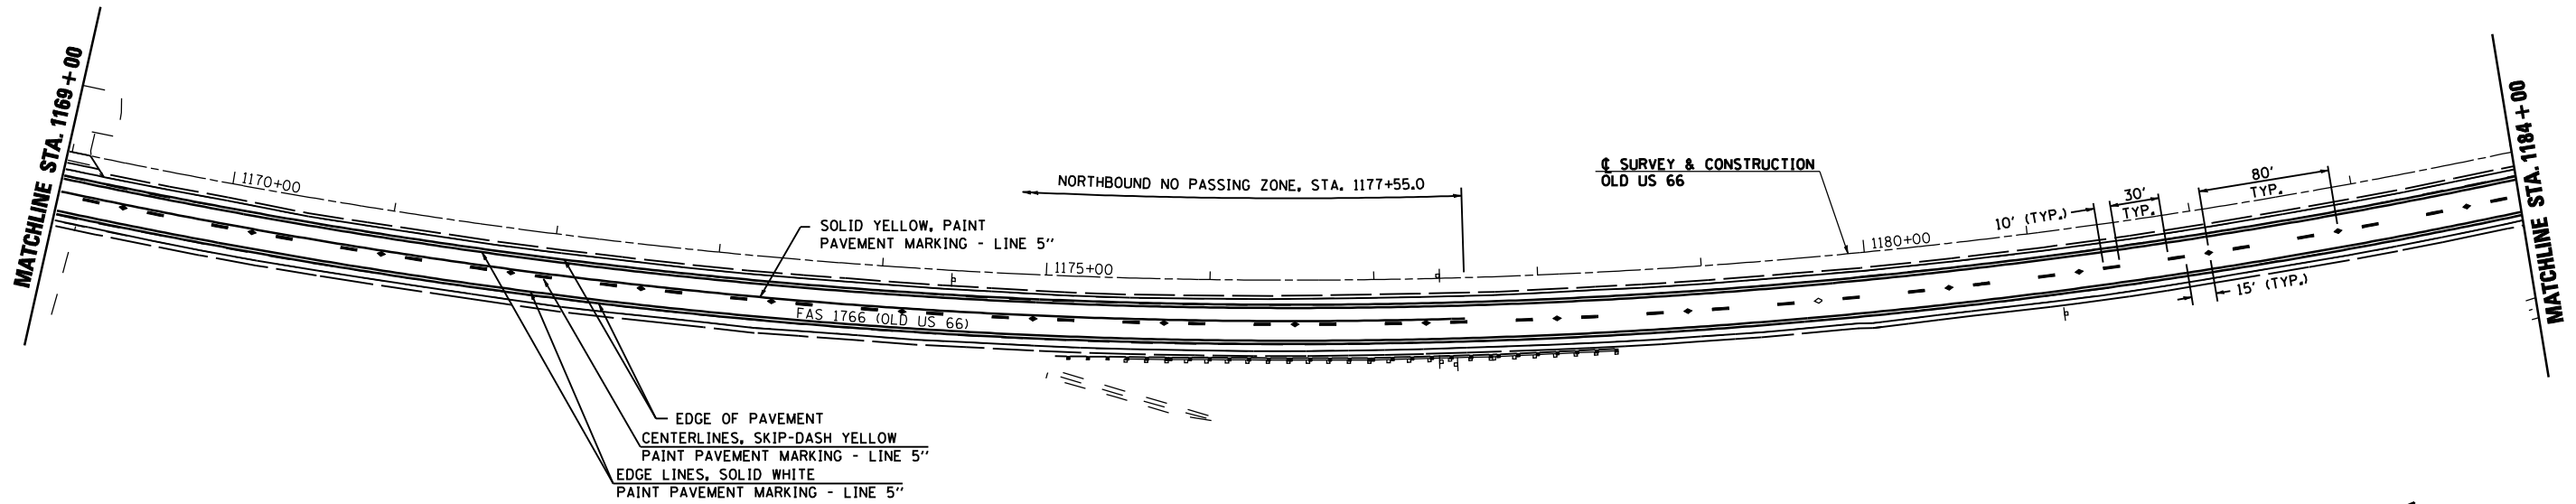 MATCHLINE STA. 1169+00
1170+00
NORTHBOUND NO PASSING ZONE, STA. 1177+55.0
SOLID YELLOW, PAINT
PAVEMENT MARKING - LINE 5"
1175+00
FAS 1766 (OLD US 66)
EDGE OF PAVEMENT
CENTERLINES, SKIP-DASH YELLOW
PAINT PAVEMENT MARKING - LINE 5"
EDGE LINES, SOLID WHITE
PAINT PAVEMENT MARKING - LINE 5"
℄ SURVEY & CONSTRUCTION
OLD US 66
1180+00
10' (TYP.)
30'
TYP.
80'
TYP.
15' (TYP.)
MATCHLINE STA. 1184+00